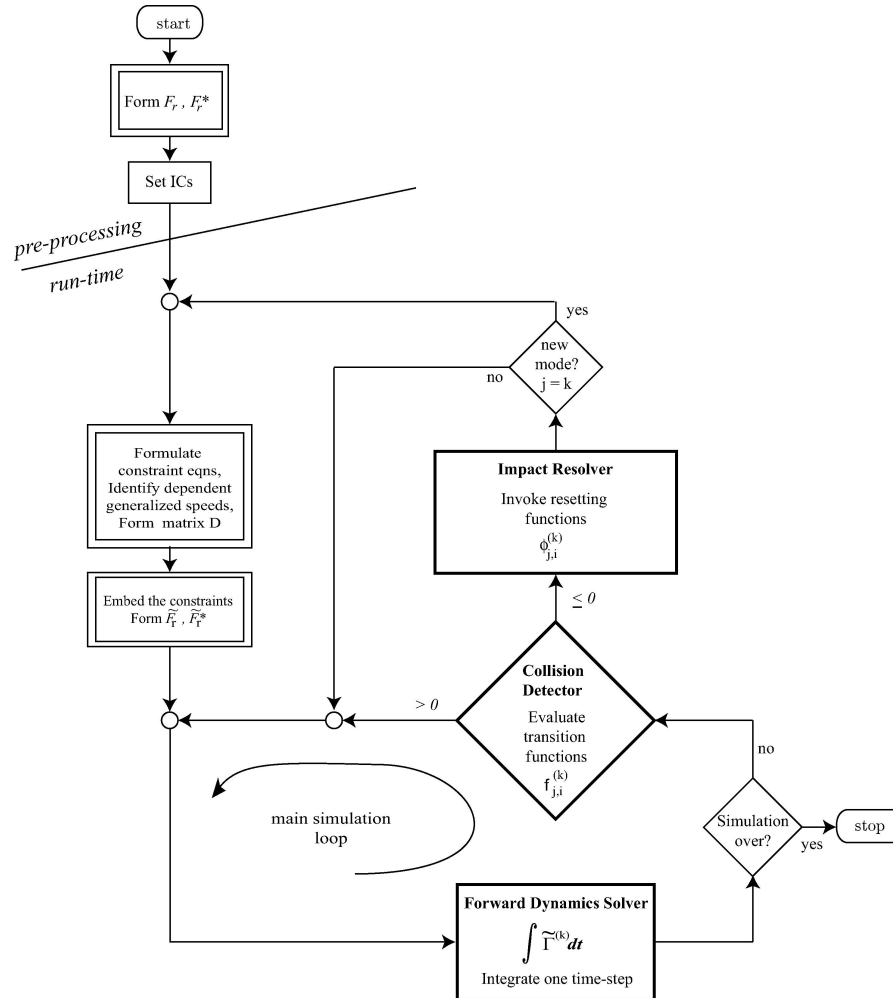 start
Form F_r , F_r*
Set ICs
pre-processing
run-time
yes
new
mode?
j = k
no
Formulate
constraint eqns,
Identify dependent
generalized speeds,
Form matrix D
Impact Resolver
Invoke resetting
functions
ϕ_{j,i}^{(k)}
Embed the constraints
Form F̃_r , F̃_r*
≤ 0
Collision
Detector
> 0
Evaluate
transition
functions
f_{j,i}^{(k)}
no
main simulation
loop
Simulation
over?
yes
stop
Forward Dynamics Solver
∫ Γ̃^{(k)} dt
Integrate one time-step